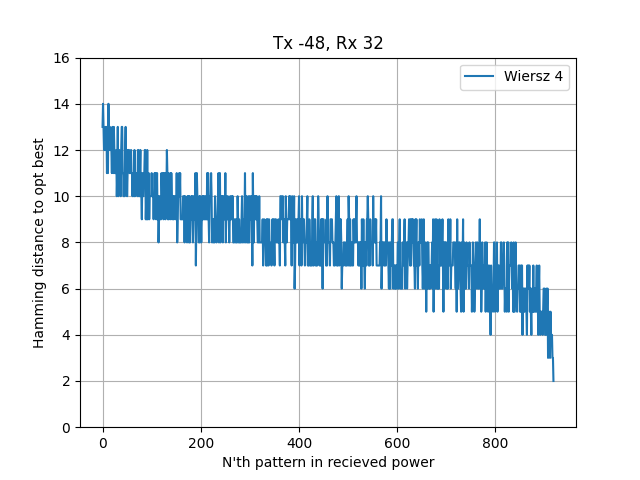 Tx -48, Rx 32
Wiersz 4
Hamming distance to opt best
16
14
12
10
8
6
4
2
0
0 200 400 600 800
N'th pattern in recieved power